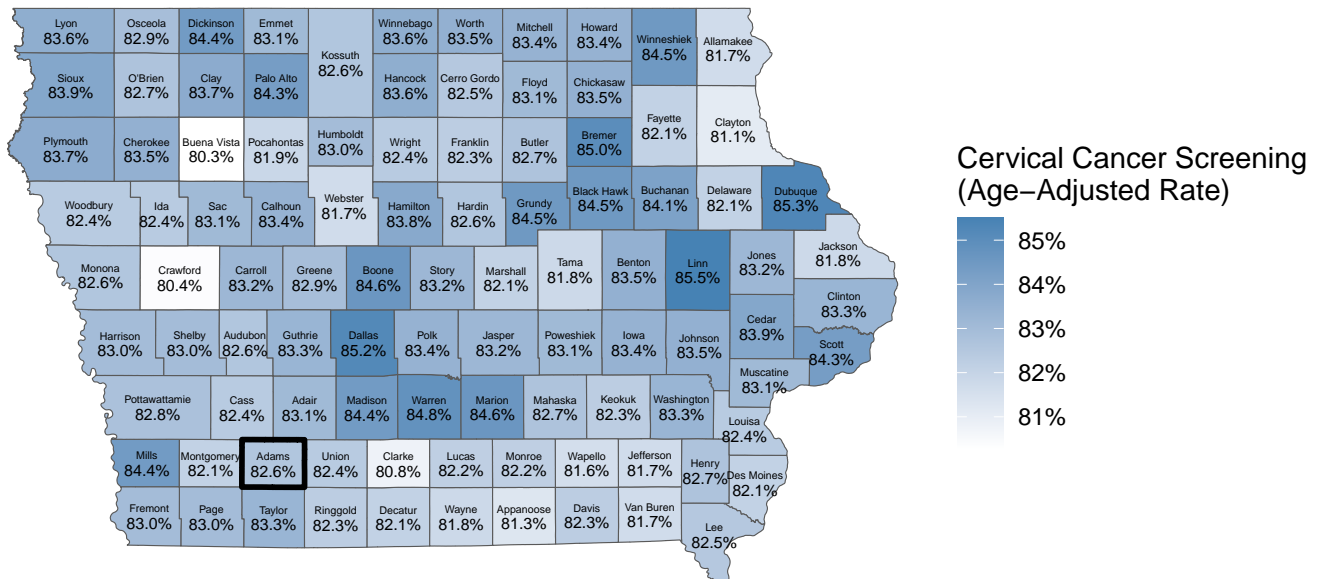 Lyon
83.6%
Osceola
82.9%
Dickinson
84.4%
Emmet
83.1%
Kossuth
82.6%
Winnebago
83.6%
Worth
83.5%
Mitchell
83.4%
Howard
83.4%
Winneshiek
84.5%
Allamakee
81.7%
Sioux
83.9%
O'Brien
82.7%
Clay
83.7%
Palo Alto
84.3%
Hancock
83.6%
Cerro Gordo
82.5%
Floyd
83.1%
Chickasaw
83.5%
Fayette
82.1%
Clayton
81.1%
Plymouth
83.7%
Cherokee
83.5%
Buena Vista
80.3%
Pocahontas
81.9%
Humboldt
83.0%
Wright
82.4%
Franklin
82.3%
Butler
82.7%
Bremer
85.0%
Woodbury
82.4%
Ida
82.4%
Sac
83.1%
Calhoun
83.4%
Webster
81.7%
Hamilton
83.8%
Hardin
82.6%
Grundy
84.5%
Black Hawk
84.5%
Buchanan
84.1%
Delaware
82.1%
Dubuque
85.3%
Monona
82.6%
Crawford
80.4%
Carroll
83.2%
Greene
82.9%
Boone
84.6%
Story
83.2%
Marshall
82.1%
Tama
81.8%
Benton
83.5%
Linn
85.5%
Jones
83.2%
Jackson
81.8%
Clinton
83.3%
Harrison
83.0%
Shelby
83.0%
Audubon
82.6%
Guthrie
83.3%
Dallas
85.2%
Polk
83.4%
Jasper
83.2%
Poweshiek
83.1%
Iowa
83.4%
Johnson
83.5%
Cedar
83.9%
Scott
84.3%
Muscatine
83.1%
Pottawattamie
82.8%
Cass
82.4%
Adair
83.1%
Madison
84.4%
Warren
84.8%
Marion
84.6%
Mahaska
82.7%
Keokuk
82.3%
Washington
83.3%
Louisa
82.4%
Mills
84.4%
Montgomery
82.1%
Adams
82.6%
Union
82.4%
Clarke
80.8%
Lucas
82.2%
Monroe
82.2%
Wapello
81.6%
Jefferson
81.7%
Henry
82.7%
Des Moines
82.1%
Fremont
83.0%
Page
83.0%
Taylor
83.3%
Ringgold
82.3%
Decatur
82.1%
Wayne
81.8%
Appanoose
81.3%
Davis
82.3%
Van Buren
81.7%
Lee
82.5%
Cervical Cancer Screening
(Age−Adjusted Rate)
85%
84%
83%
82%
81%